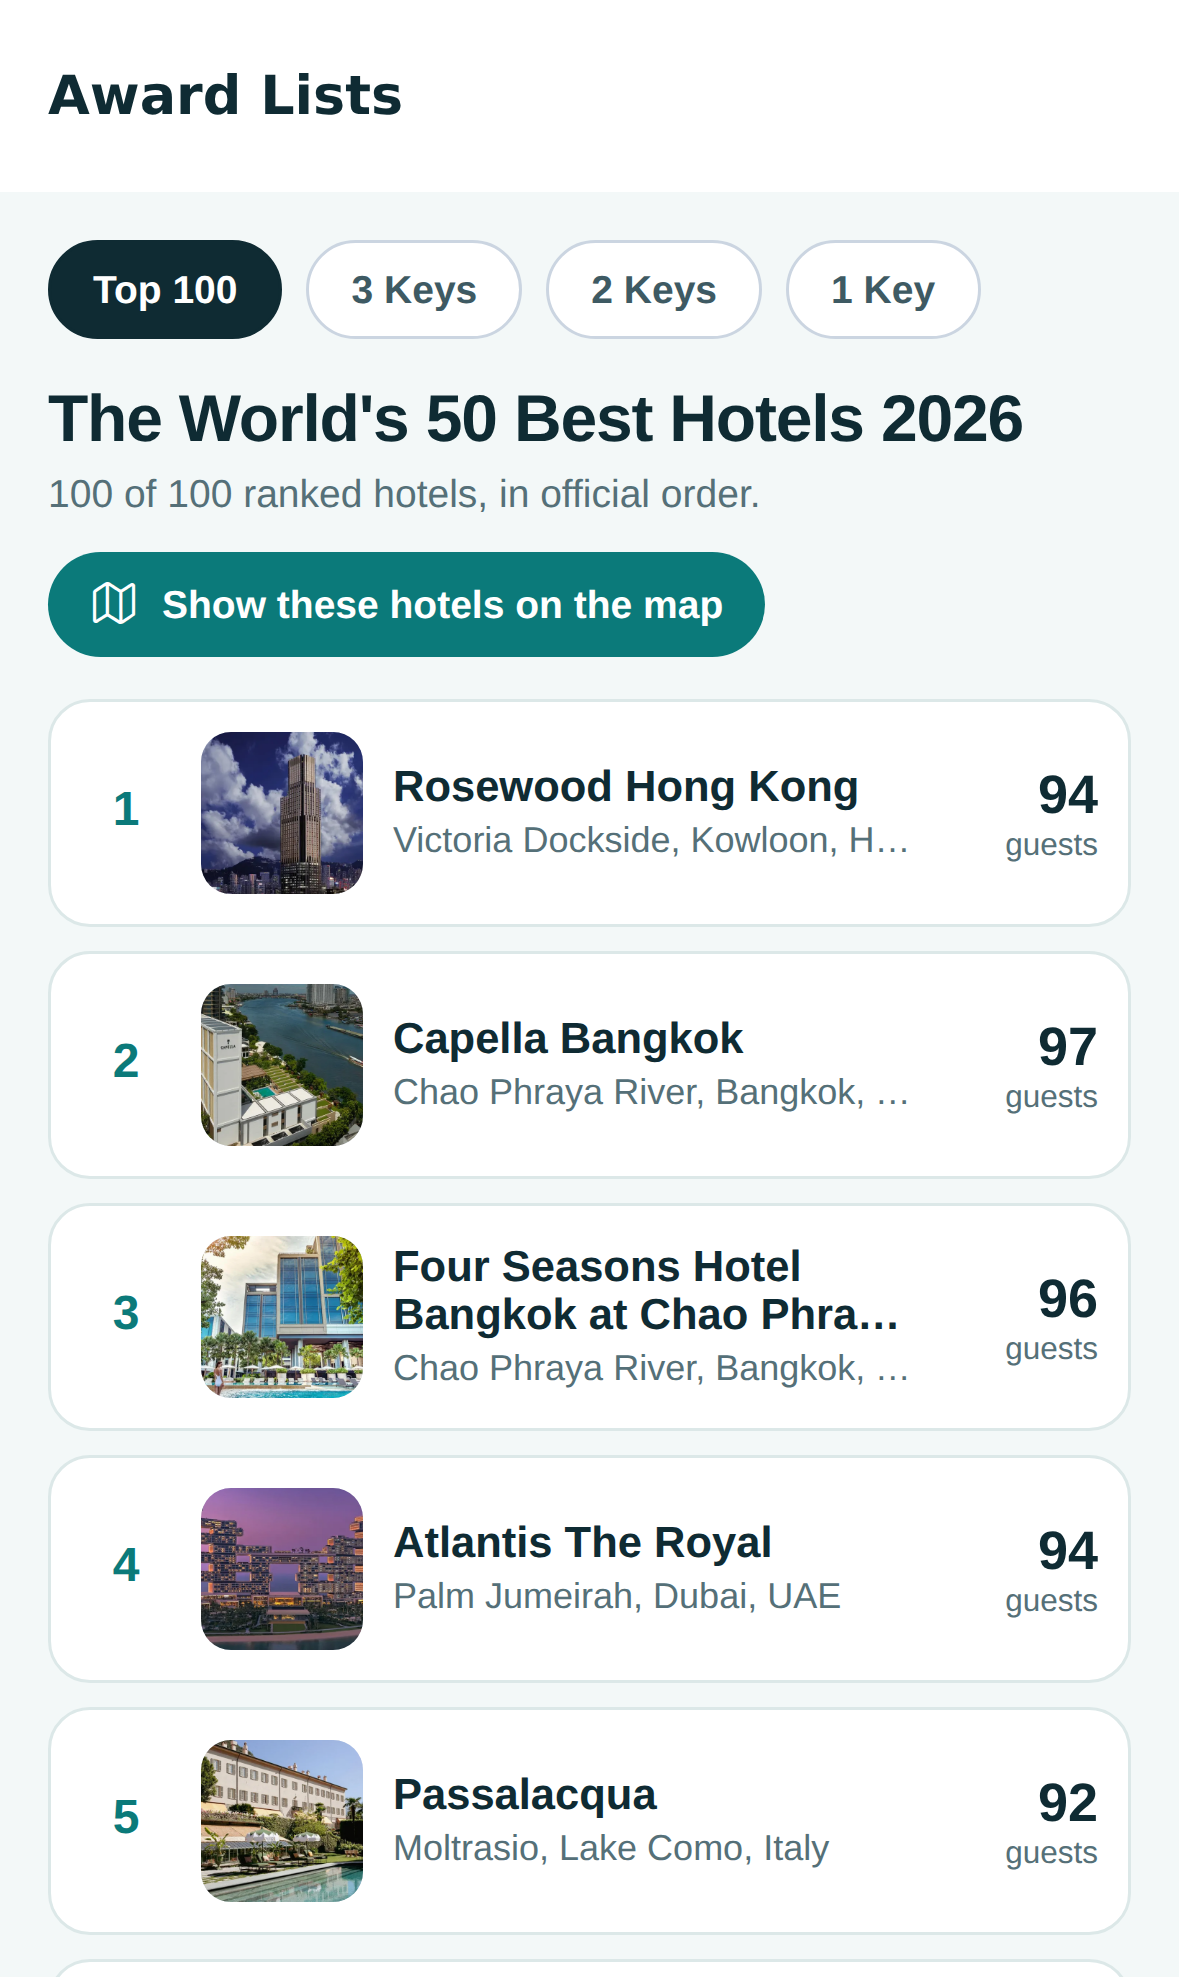 Award Lists
Top 100
3 Keys
2 Keys
1 Key
The World's 50 Best Hotels 2026
100 of 100 ranked hotels, in official order.
Show these hotels on the map
1
Rosewood Hong Kong
Victoria Dockside, Kowloon, H…
94
guests
2
Capella Bangkok
Chao Phraya River, Bangkok, …
97
guests
3
Four Seasons Hotel
Bangkok at Chao Phra…
Chao Phraya River, Bangkok, …
96
guests
4
Atlantis The Royal
Palm Jumeirah, Dubai, UAE
94
guests
5
Passalacqua
Moltrasio, Lake Como, Italy
92
guests